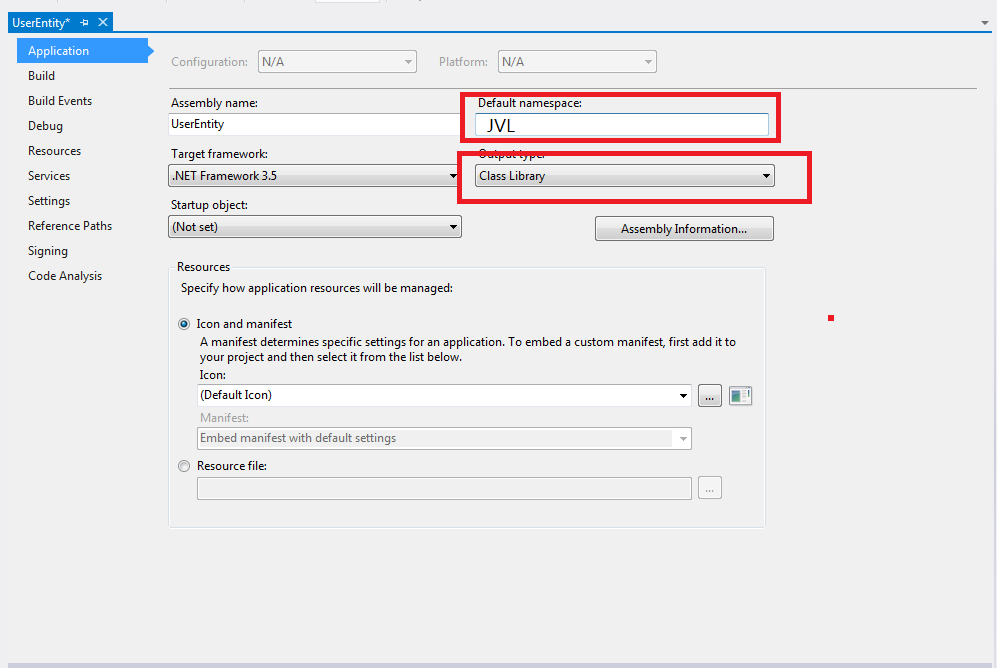 UserEntity*
Application
Build
Build Events
Debug
Resources
Services
Settings
Reference Paths
Signing
Code Analysis
Configuration: N/A Platform: N/A
Assembly name: Default namespace:
UserEntity JVL
Target framework: Output type:
.NET Framework 3.5 Class Library
Startup object:
(Not set) Assembly Information...
Resources
Specify how application resources will be managed:
Icon and manifest
A manifest determines specific settings for an application. To embed a custom manifest, first add it to
your project and then select it from the list below.
Icon:
(Default Icon) ...
Manifest:
Embed manifest with default settings
Resource file:
...